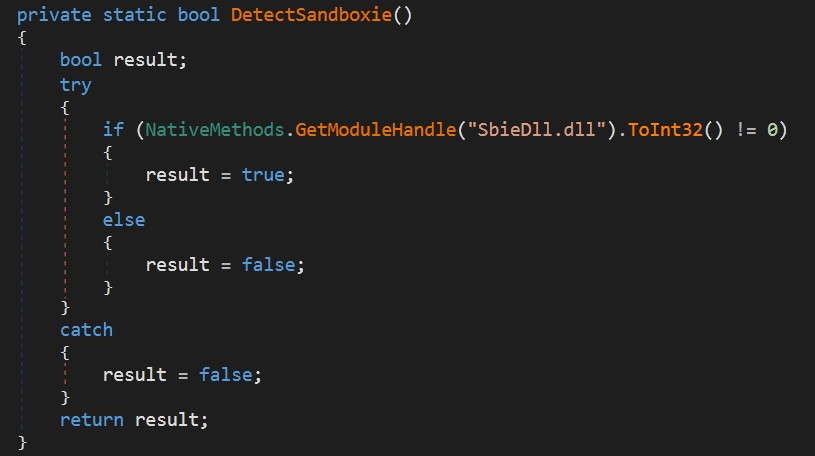 private static bool DetectSandboxie()
{
    bool result;
    try
    {
        if (NativeMethods.GetModuleHandle("SbieDll.dll").ToInt32() != 0)
        {
            result = true;
        }
        else
        {
            result = false;
        }
    }
    catch
    {
        result = false;
    }
    return result;
}